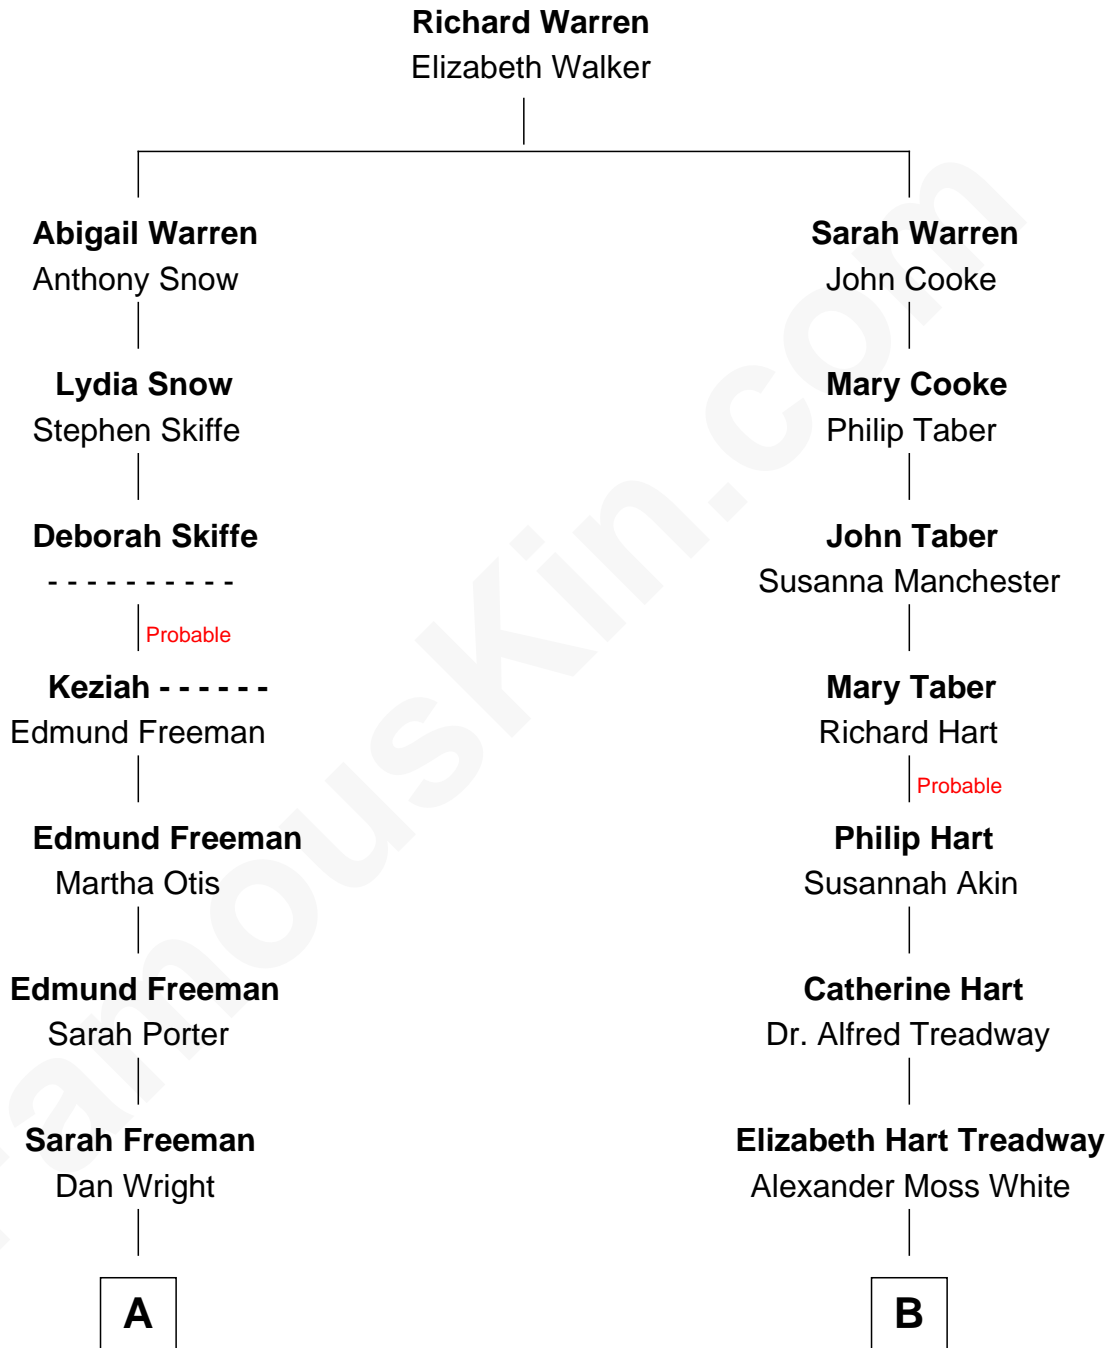 Richard Warren
Elizabeth Walker
Abigail Warren
Anthony Snow
Sarah Warren
John Cooke
Lydia Snow
Stephen Skiffe
Mary Cooke
Philip Taber
Deborah Skiffe
- - - - - - - - - -
John Taber
Susanna Manchester
Probable
Keziah - - - - - -
Edmund Freeman
Mary Taber
Richard Hart
Probable
Edmund Freeman
Martha Otis
Philip Hart
Susannah Akin
Edmund Freeman
Sarah Porter
Catherine Hart
Dr. Alfred Treadway
Sarah Freeman
Dan Wright
Elizabeth Hart Treadway
Alexander Moss White
A
B
FamousKin.com